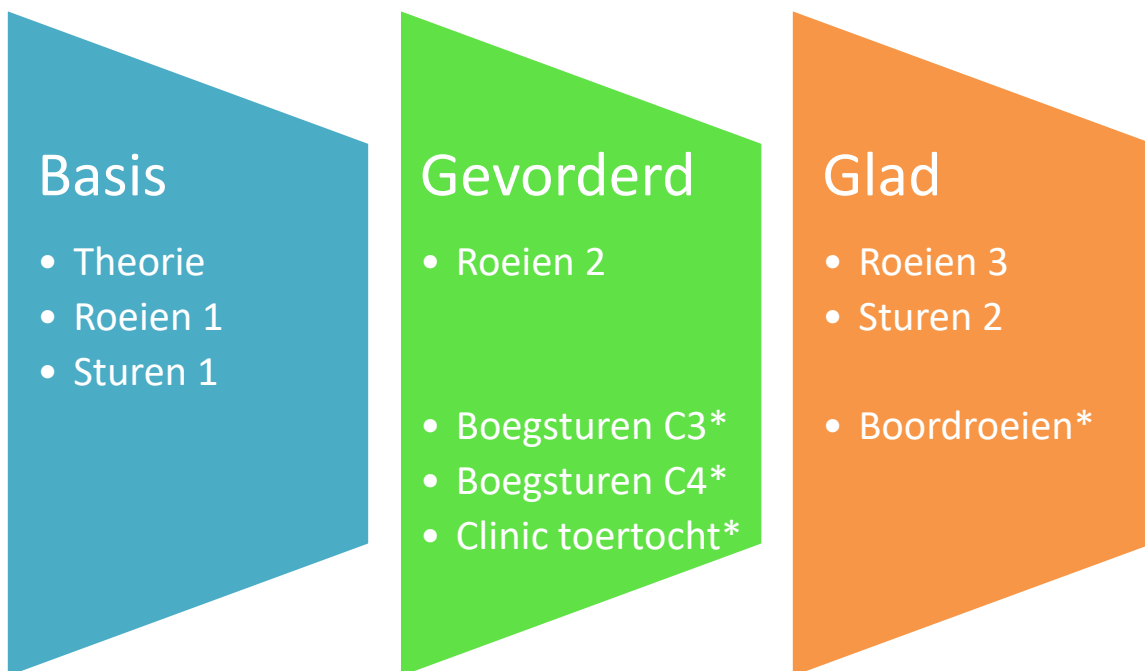 Basis
• Theorie
• Roeien 1
• Sturen 1
Gevorderd
• Roeien 2
• Boegsturen C3*
• Boegsturen C4*
• Clinic toertocht*
Glad
• Roeien 3
• Sturen 2
• Boordroeien*